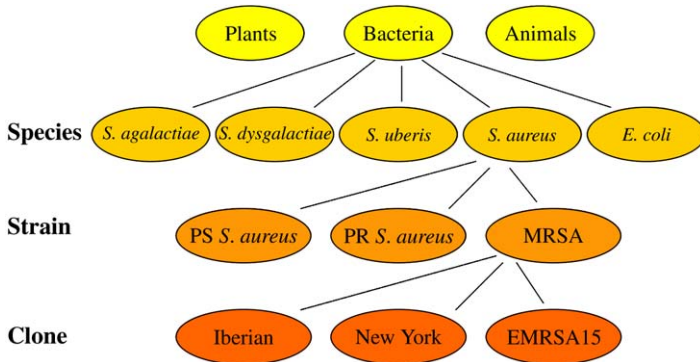 Plants Bacteria Animals
Species S. agalactiae S. dysgalactiae S. uberis S. aureus E. coli
Strain PS S. aureus PR S. aureus MRSA
Clone Iberian New York EMRSA15